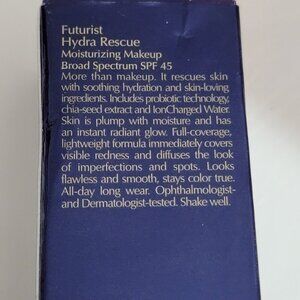 Futurist
Hydra Rescue
Moisturizing Makeup
Broad Spectrum SPF 45
More than makeup. It rescues skin
with soothing hydration and skin-loving
ingredients. Includes probiotic technology,
chia-seed extract and IonCharged Water.
Skin is plump with moisture and has
an instant radiant glow. Full-coverage,
lightweight formula immediately covers
visible redness and diffuses the look
of imperfections and spots. Looks
flawless and smooth, stays color true.
All-day long wear. Ophthalmologist-
and Dermatologist-tested. Shake well.